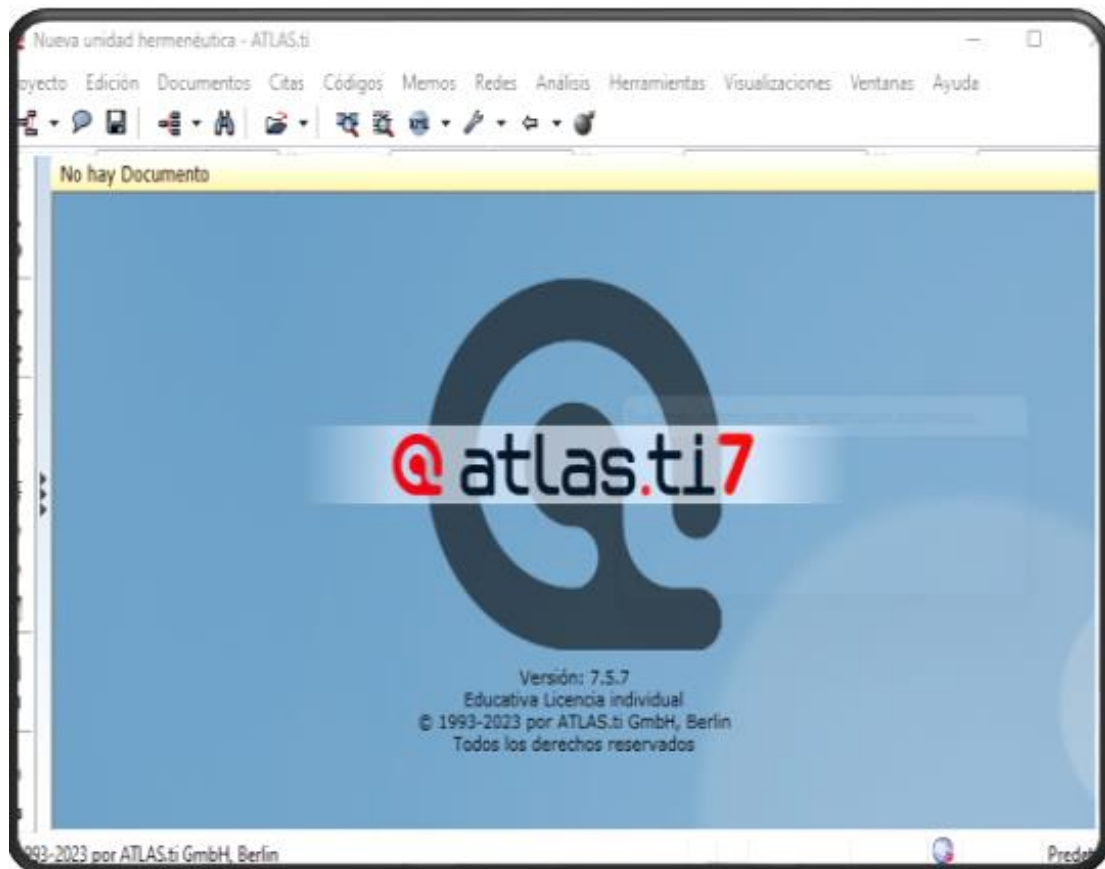 Nueva unidad hermenéutica - ATLAS.ti
oyecto Edición Documentos Citas Códigos Memos Redes Análisis Herramientas Visualizaciones Ventanas Ayuda
No hay Documento
atlas.ti7
Versión: 7.5.7
Educativa Licencia individual
© 1993-2023 por ATLAS.ti GmbH, Berlin
Todos los derechos reservados
993-2023 por ATLAS.ti GmbH, Berlin
Predet